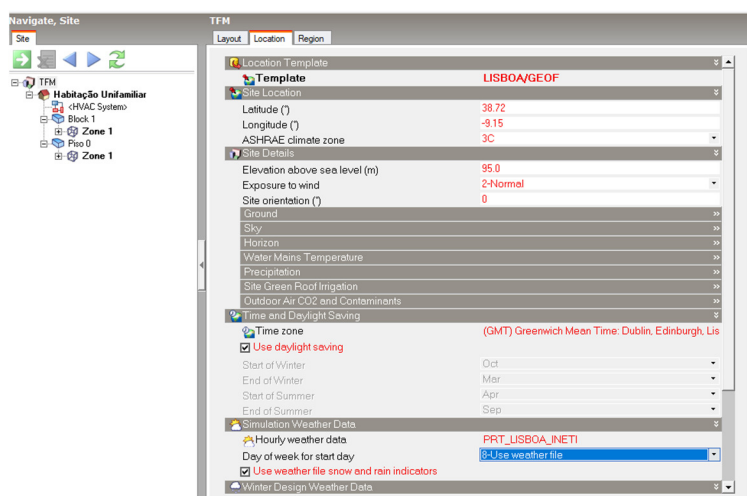 Navigate, Site
TFM
Site
Layout Location Region
Location Template
Template LISBOA/GEOF
Site Location
TFM
Latitude (°) 38.72
Habitação Unifamiliar
<HVAC System>
Longitude (°) -9.15
Block 1
ASHRAE climate zone 3C
Zone 1
Site Details
Piso 0
Zone 1
Elevation above sea level (m) 95.0
Exposure to wind 2-Normal
Site orientation (°) 0
Ground
Sky
Horizon
Water Mains Temperature
Precipitation
Site Green Roof Irrigation
Outdoor Air CO2 and Contaminants
Time and Daylight Saving
Time zone (GMT) Greenwich Mean Time: Dublin, Edinburgh, Lis
Use daylight saving
Start of Winter Oct
End of Winter Mar
Start of Summer Apr
End of Summer Sep
Simulation Weather Data
Hourly weather data PRT_LISBOA_INETI
Day of week for start day 8-Use weather file
Use weather file snow and rain indicators
Winter Design Weather Data